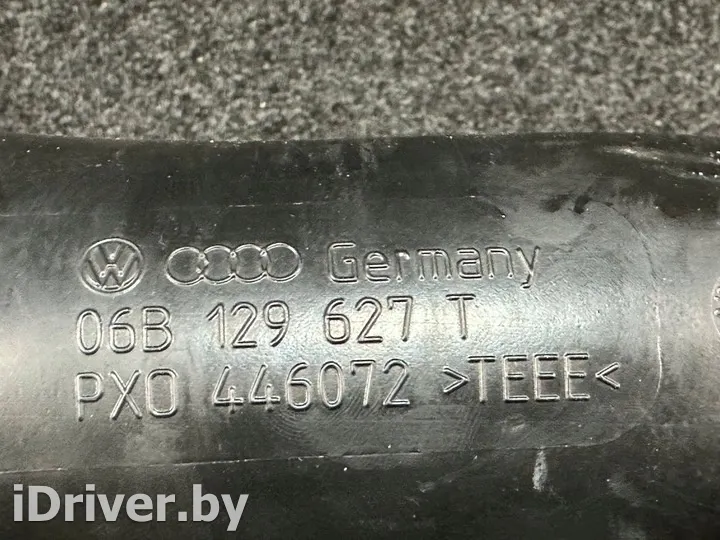 Germany
06B 129 627 T
PXO 446072 >TEEE<
iDriver.by